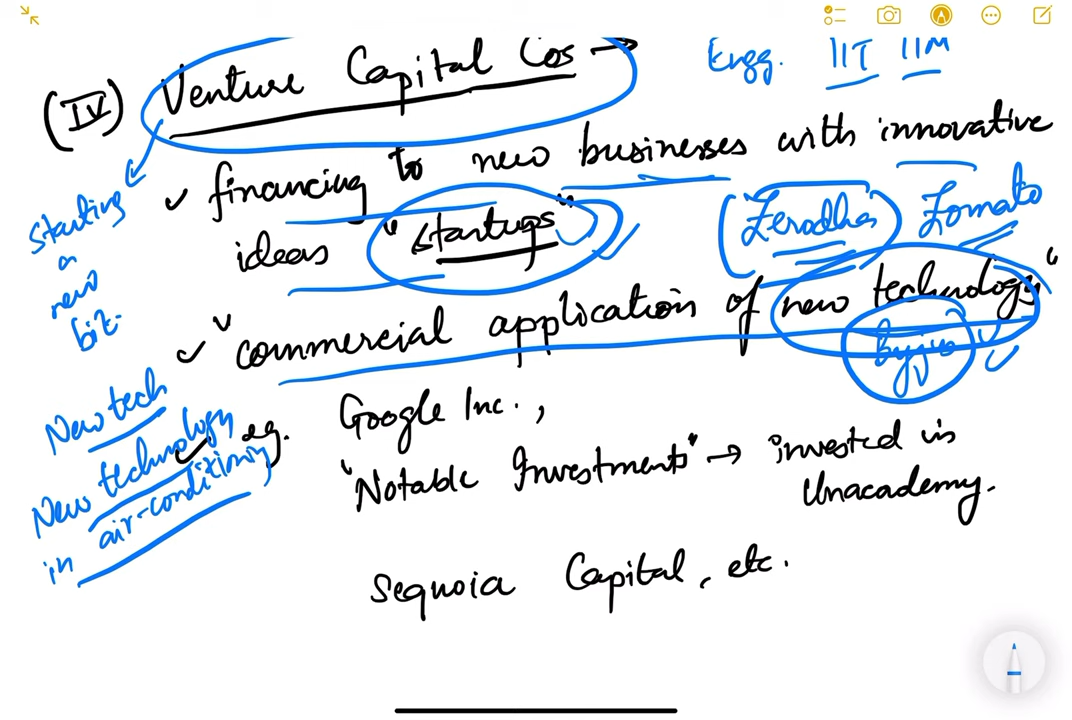 Engg. IIT IIM
(IV) Venture Capital Cos →
✓ financing to new businesses with innovative
ideas "startups" (Zerodha) Zomato
starting
a
new
biz.
✓ commercial application of new technology"
byju's
New tech
New technology
in air-conditioning
eg. Google Inc.,
"Notable Investments" → invested in
Unacademy.
Sequoia Capital, etc.